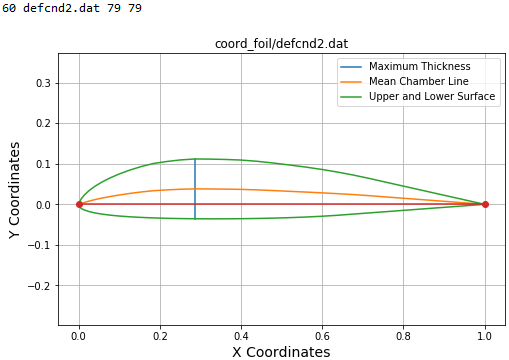 60 defcnd2.dat 79 79
coord_foil/defcnd2.dat
Maximum Thickness
Mean Chamber Line
Upper and Lower Surface
Y Coordinates
0.3
0.2
0.1
0.0
−0.1
−0.2
0.0 0.2 0.4 0.6 0.8 1.0
X Coordinates